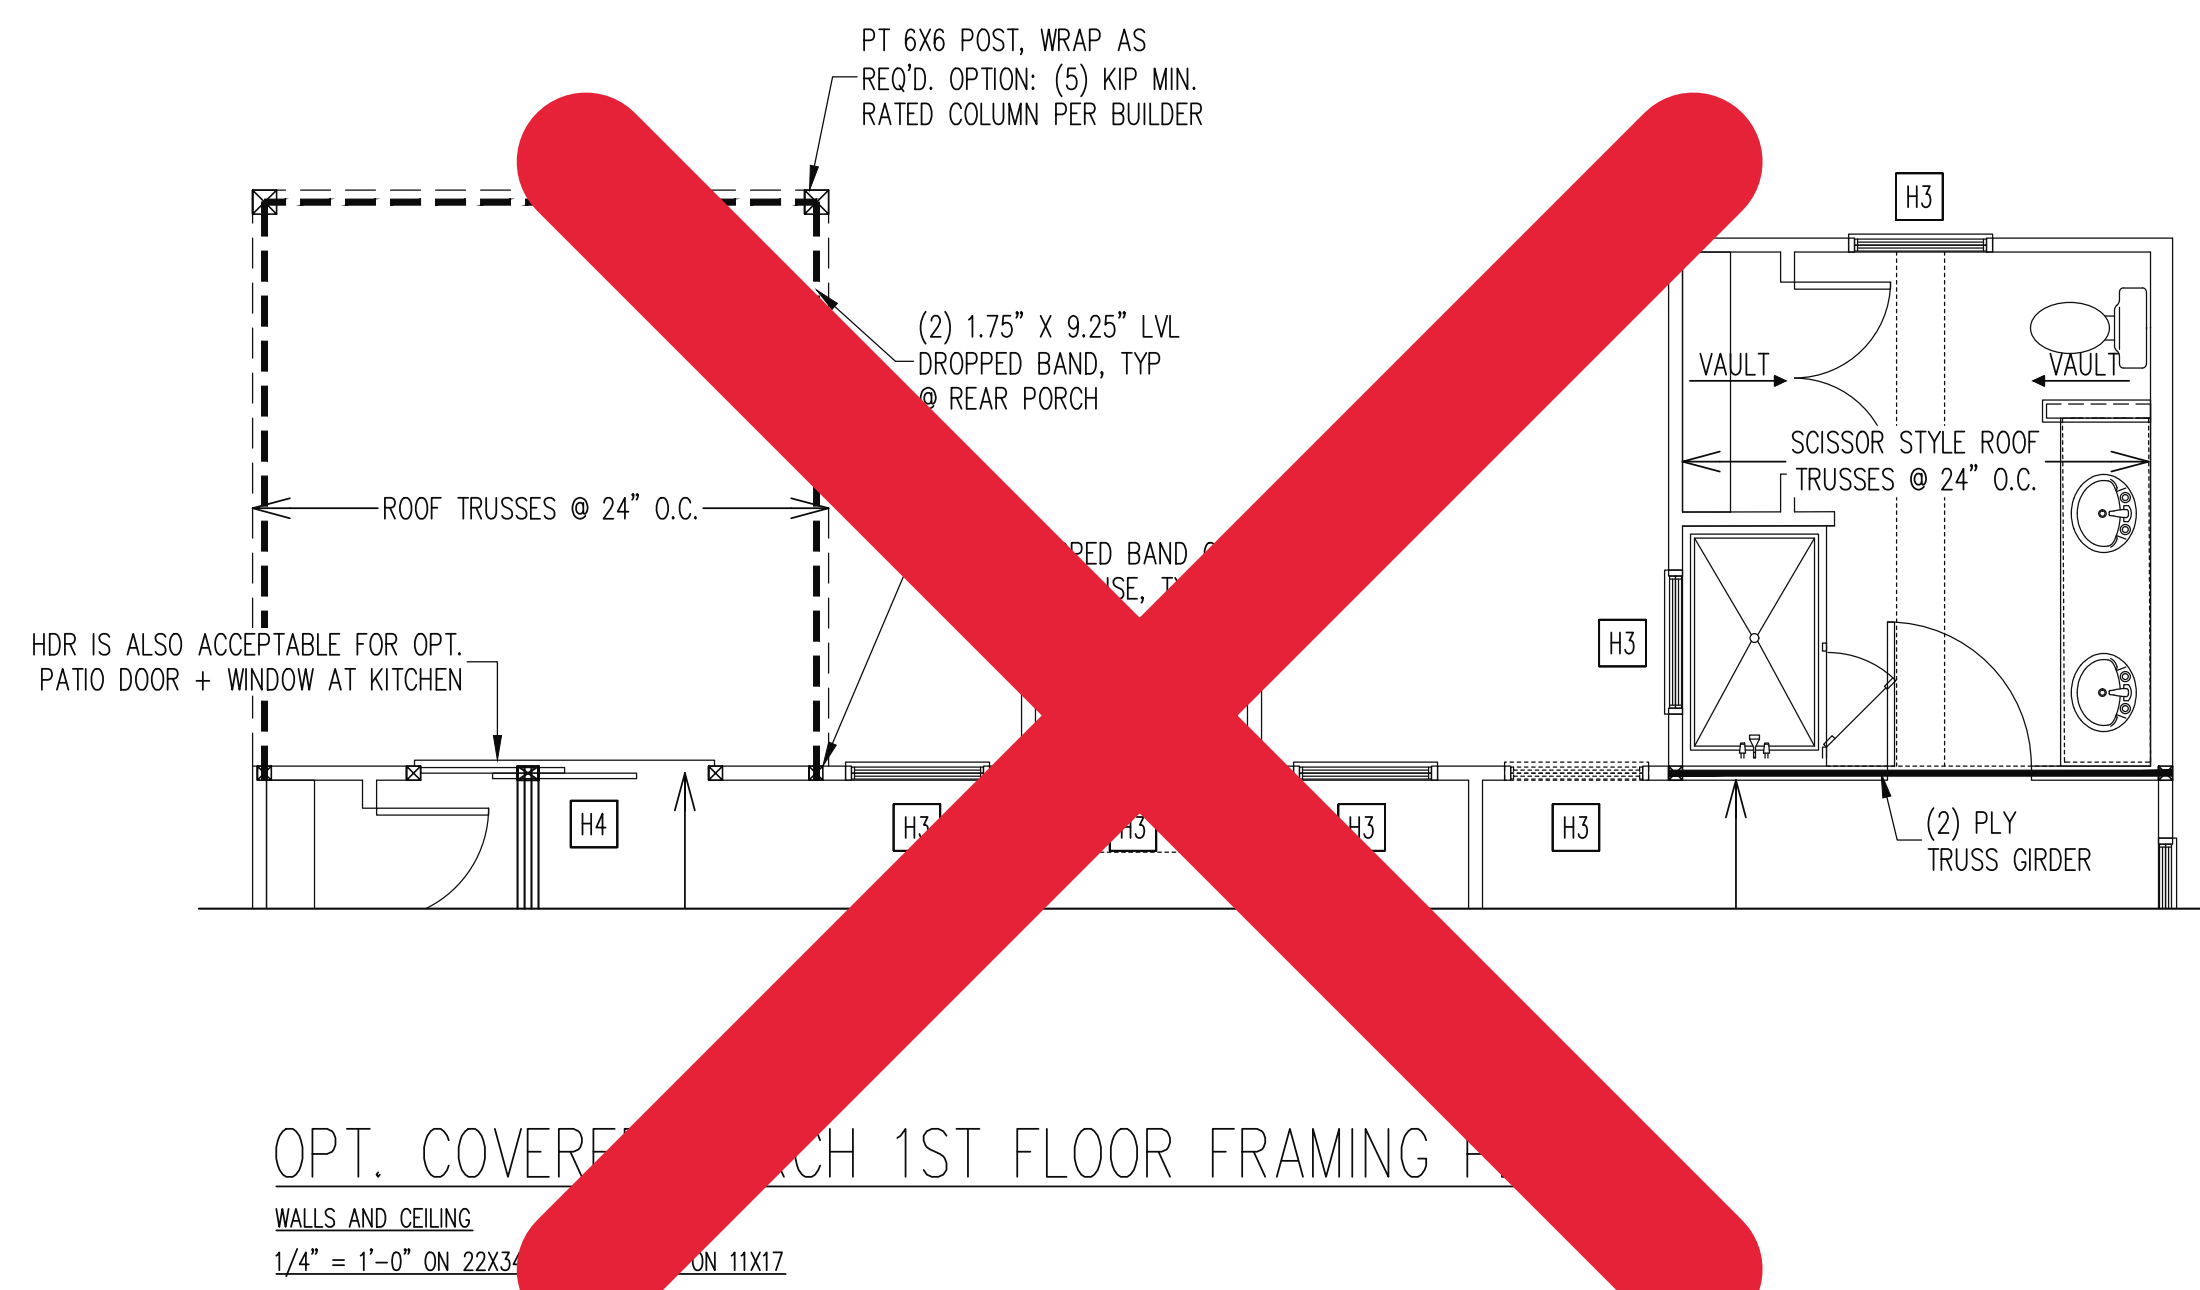 PT 6X6 POST, WRAP AS
REQ'D. OPTION: (5) KIP MIN.
RATED COLUMN PER BUILDER
H3
(2) 1.75" X 9.25" LVL
DROPPED BAND, TYP
@ REAR PORCH
VAULT
VAULT
SCISSOR STYLE ROOF
TRUSSES @ 24" O.C.
ROOF TRUSSES @ 24" O.C.
BAND
HDR IS ALSO ACCEPTABLE FOR OPT.
PATIO DOOR + WINDOW AT KITCHEN
H3
H4
H3
H3
H3
H3
(2) PLY
TRUSS GIRDER
OPT. 1ST FLOOR FRAMING
WALLS AND CEILING
1/4" = 1'-0" ON ON 11X17